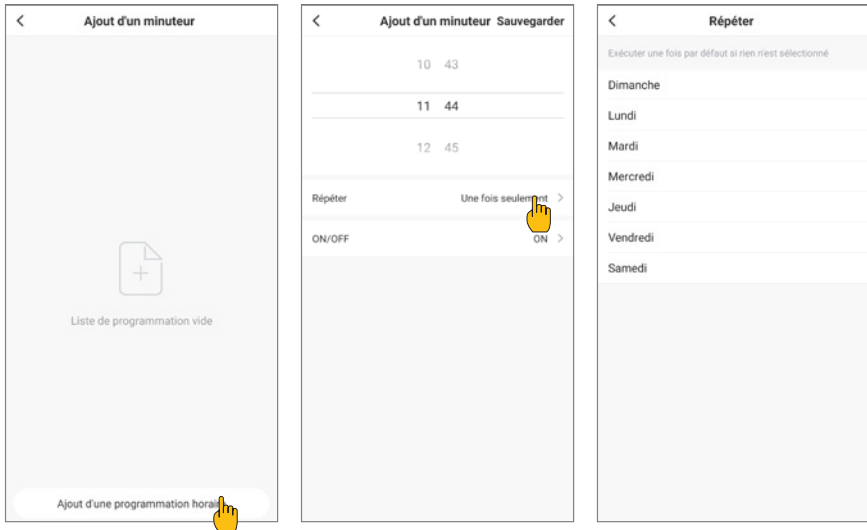 Ajout d'un minuteur
Liste de programmation vide
Ajout d'une programmation horaire
Ajout d'un minuteur Sauvegarder
10 43
11 44
12 45
Répéter Une fois seulement
ON/OFF ON
Répéter
Exécuter une fois par défaut si rien n'est sélectionné
Dimanche
Lundi
Mardi
Mercredi
Jeudi
Vendredi
Samedi